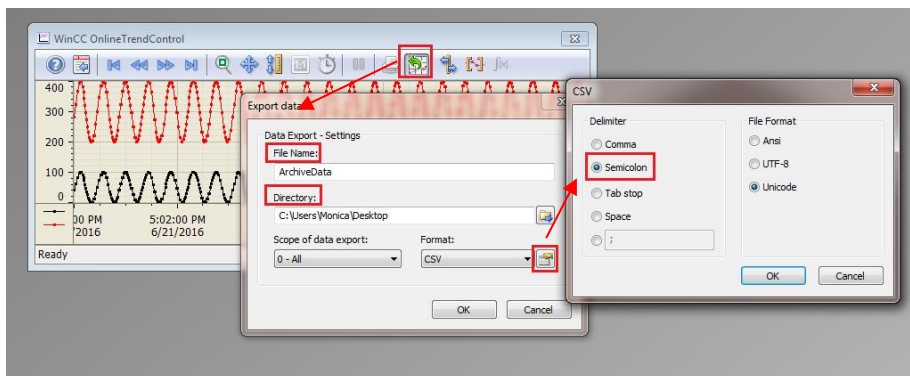 WinCC OnlineTrendControl
400
300
200
100
0
00 PM
5:02:00 PM
/2016
6/21/2016
Ready
Export data
Data Export - Settings
File Name:
ArchiveData
Directory:
C:\Users\Monica\Desktop
Scope of data export:
Format:
0 - All
CSV
OK
Cancel
CSV
Delimiter
File Format
Comma
Ansi
Semicolon
UTF-8
Tab stop
Unicode
Space
;
OK
Cancel